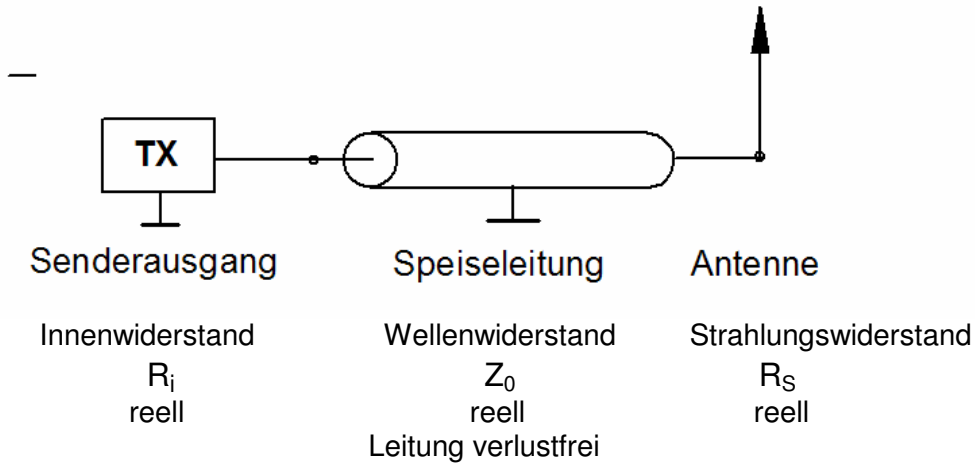 TX
Senderausgang Speiseleitung Antenne
Innenwiderstand Wellenwiderstand Strahlungswiderstand
Ri Z0 RS
reell reell reell
Leitung verlustfrei